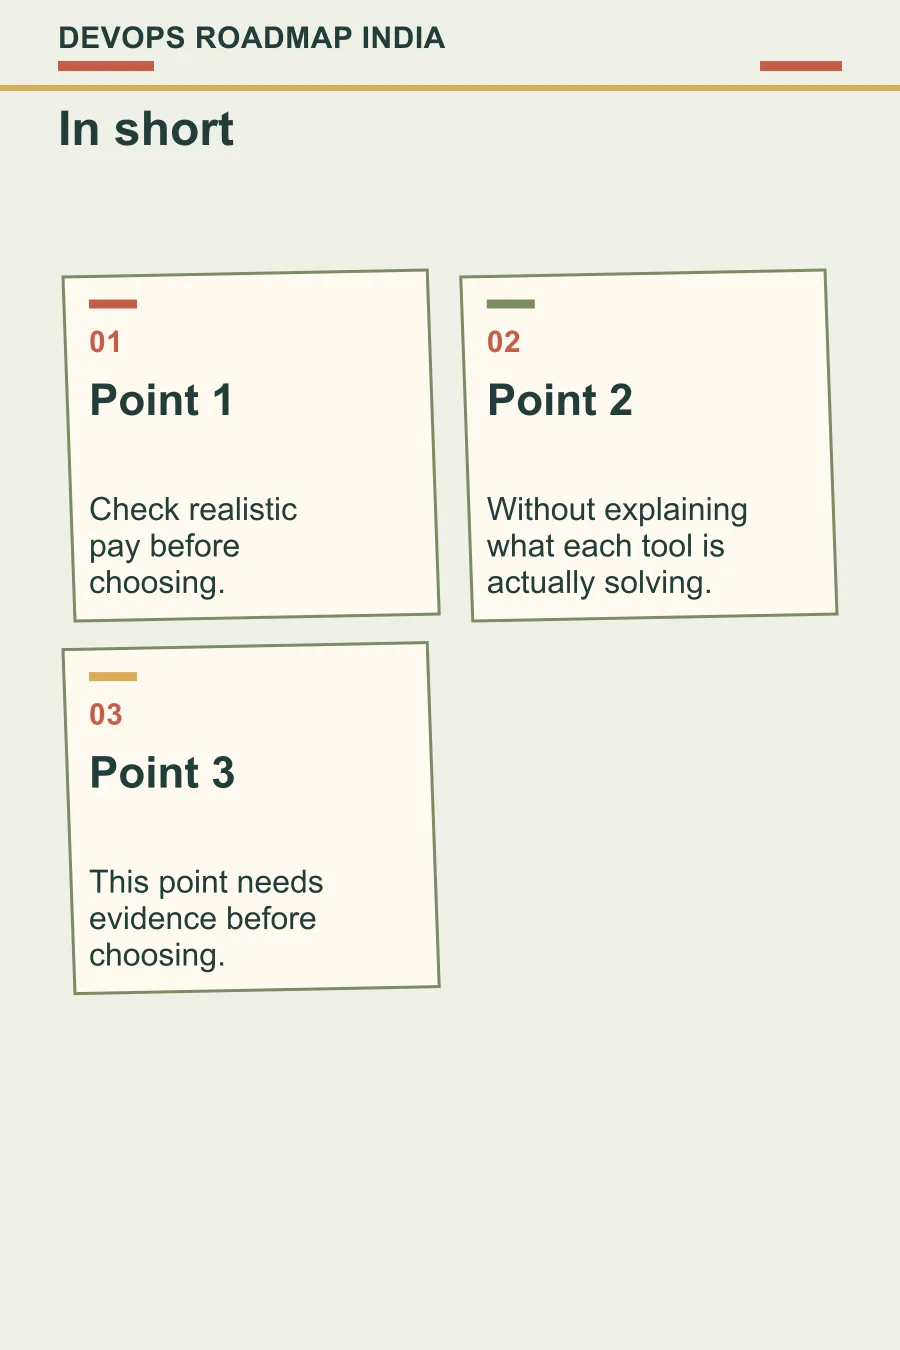 DEVOPS ROADMAP INDIA
In short
01
Point 1
Check realistic
pay before
choosing.
02
Point 2
Without explaining
what each tool is
actually solving.
03
Point 3
This point needs
evidence before
choosing.